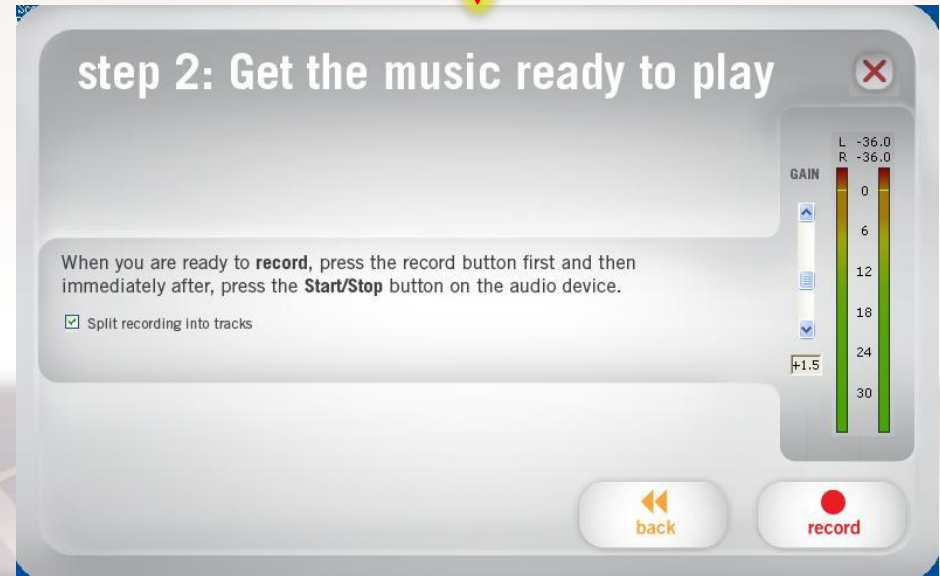 step 2: Get the music ready to play
L -36.0
R -36.0
GAIN
0
6
12
18
24
30
+1.5
When you are ready to record, press the record button first and then
immediately after, press the Start/Stop button on the audio device.
Split recording into tracks
back
record